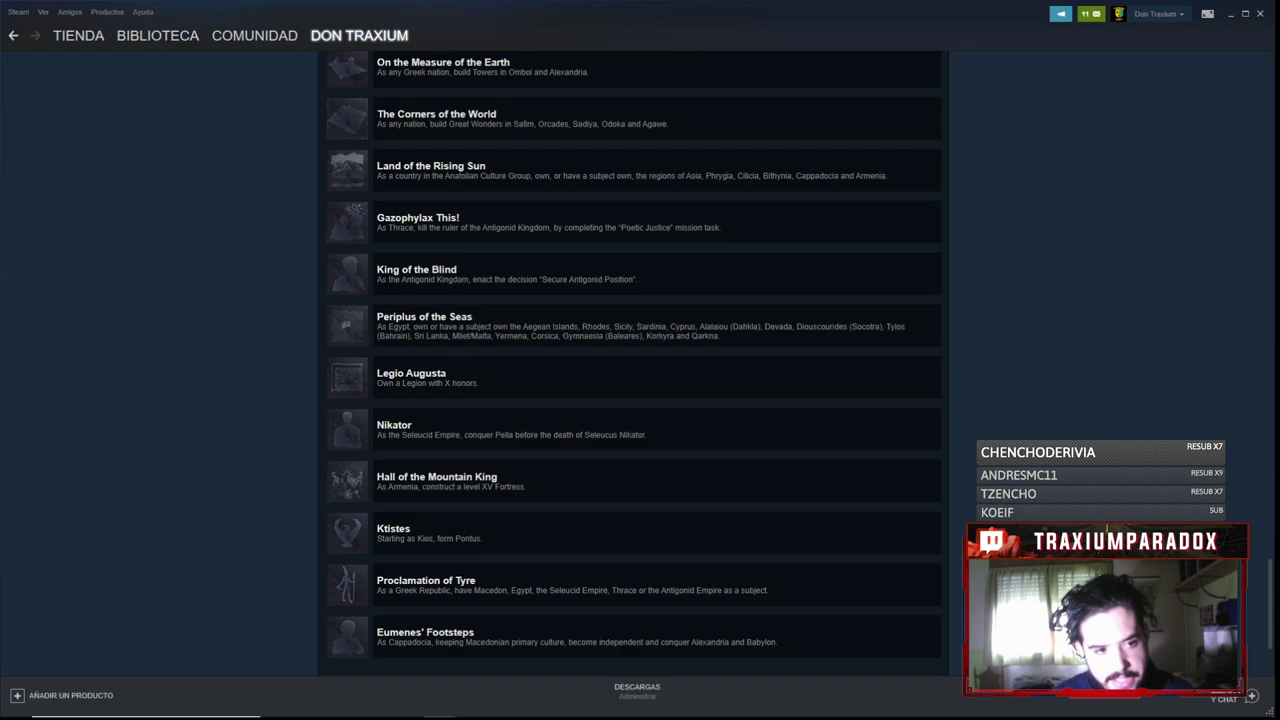 Steam Ver Amigos Productos Ayuda
11 Don Traxium
TIENDA BIBLIOTECA COMUNIDAD DON TRAXIUM
On the Measure of the Earth
As any Greek nation, build Towers in Omboi and Alexandria.
The Corners of the World
As any nation, build Great Wonders in Safim, Orcades, Sadiya, Odoka and Agawe.
Land of the Rising Sun
As a country in the Anatolian Culture Group, own, or have a subject own, the regions of Asia, Phrygia, Cilicia, Bithynia, Cappadocia and Armenia.
Gazophylax This!
As Thrace, kill the ruler of the Antigonid Kingdom, by completing the “Poetic Justice” mission task.
King of the Blind
As the Antigonid Kingdom, enact the decision “Secure Antigonid Position”.
Periplus of the Seas
As Egypt, own or have a subject own the Aegean Islands, Rhodes, Sicily, Sardinia, Cyprus, Alalaiou (Dahkla), Devada, Diouscourides (Socotra), Tylos
(Bahrain), Sri Lanka, Mliet/Malta, Yermena, Corsica, Gymnaesia (Baleares), Korkyra and Qarkna.
Legio Augusta
Own a Legion with X honors.
Nikator
As the Seleucid Empire, conquer Pella before the death of Seleucus Nikator.
Hall of the Mountain King
As Armenia, construct a level XV Fortress.
Ktistes
Starting as Kios, form Pontus.
Proclamation of Tyre
As a Greek Republic, have Macedon, Egypt, the Seleucid Empire, Thrace or the Antigonid Empire as a subject.
Eumenes' Footsteps
As Cappadocia, keeping Macedonian primary culture, become independent and conquer Alexandria and Babylon.
CHENCHODERIVIA RESUB X7
ANDRESMC11 RESUB X9
TZENCHO RESUB X7
KOEIF SUB
TRAXIUMPARADOX
AÑADIR UN PRODUCTO
DESCARGAS
Administrar
Y CHAT